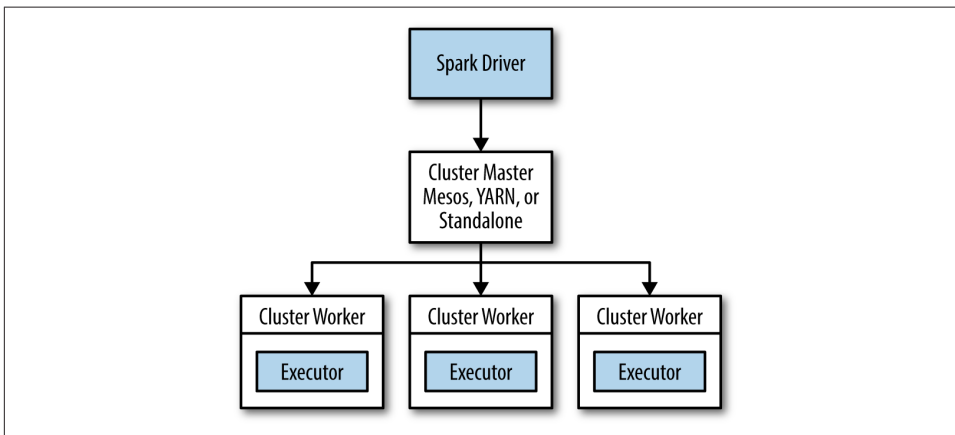 Spark Driver
Cluster Master
Mesos, YARN, or
Standalone
Cluster Worker
Cluster Worker
Cluster Worker
Executor
Executor
Executor